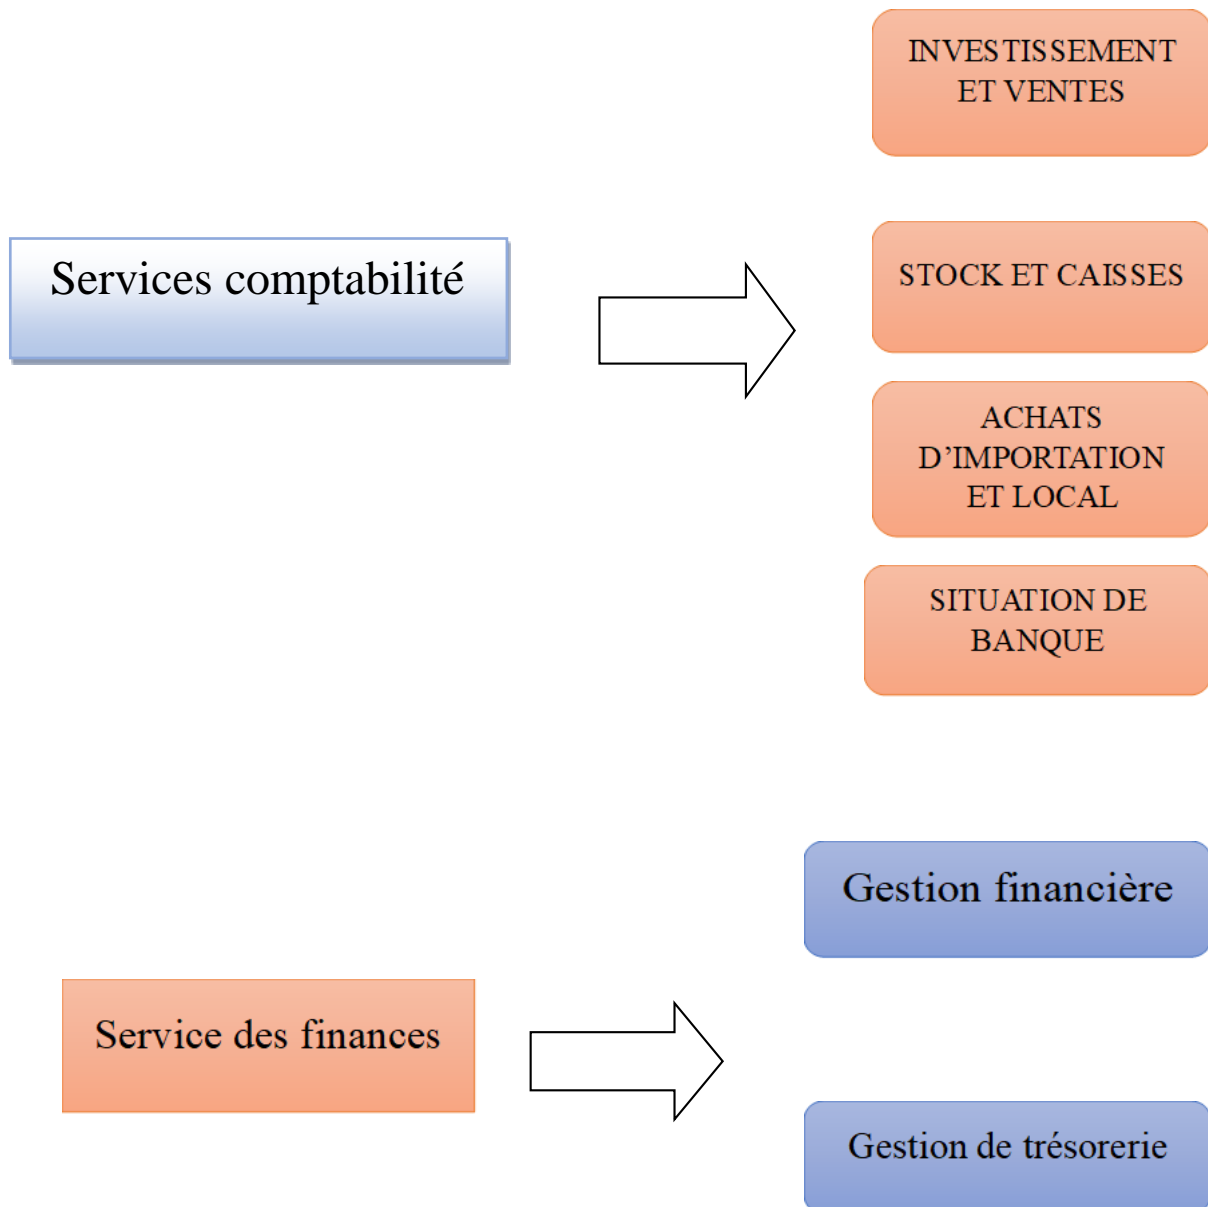 INVESTISSEMENT
ET VENTES
Services comptabilité
STOCK ET CAISSES
ACHATS
D’IMPORTATION
ET LOCAL
SITUATION DE
BANQUE
Gestion financière
Service des finances
Gestion de trésorerie